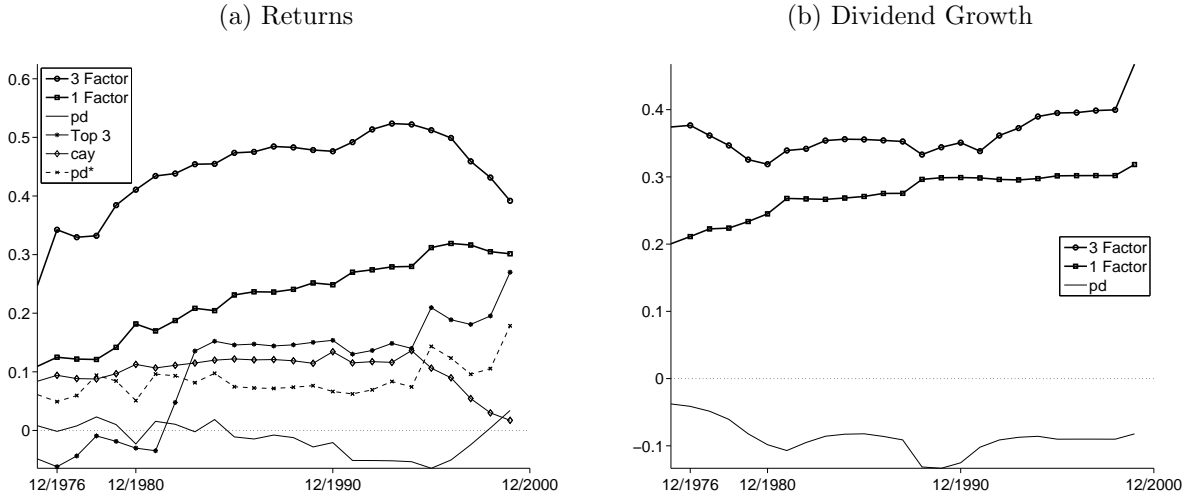 (a) Returns
0.6
0.5
0.4
0.3
0.2
0.1
0
3 Factor
1 Factor
pd
Top 3
cay
pd*
12/1976 12/1980 12/1990 12/2000
(b) Dividend Growth
0.4
0.3
0.2
0.1
0
−0.1
3 Factor
1 Factor
pd
12/1976 12/1980 12/1990 12/2000